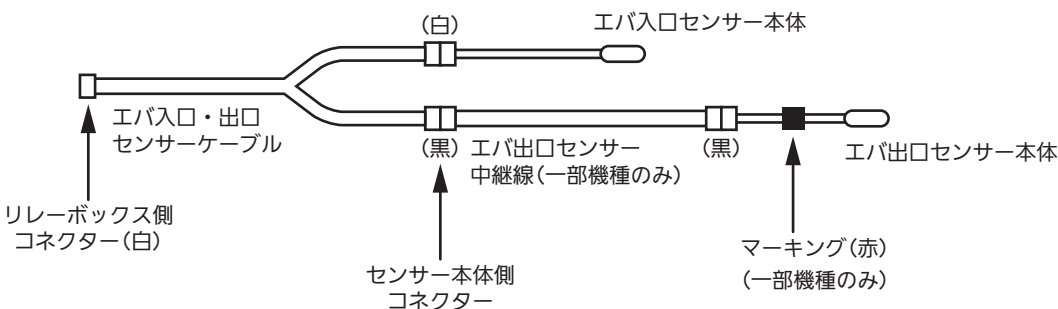 (白)
エバ入口センサー本体
エバ入口・出口
センサーケーブル
(黒)
エバ出口センサー
中継線(一部機種のみ)
(黒)
エバ出口センサー本体
リレーボックス側
コネクター(白)
センサー本体側
コネクター
マーキング(赤)
(一部機種のみ)